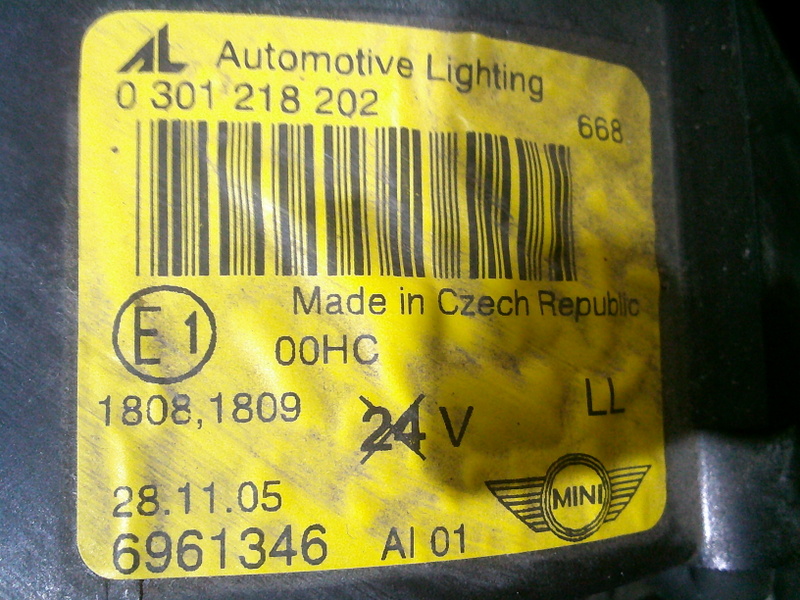 AL Automotive Lighting
0 301 218 202
668
Made in Czech Republic
E1
00HC
1808,1809
24 V
LL
28.11.05
MINI
6961346
AI 01